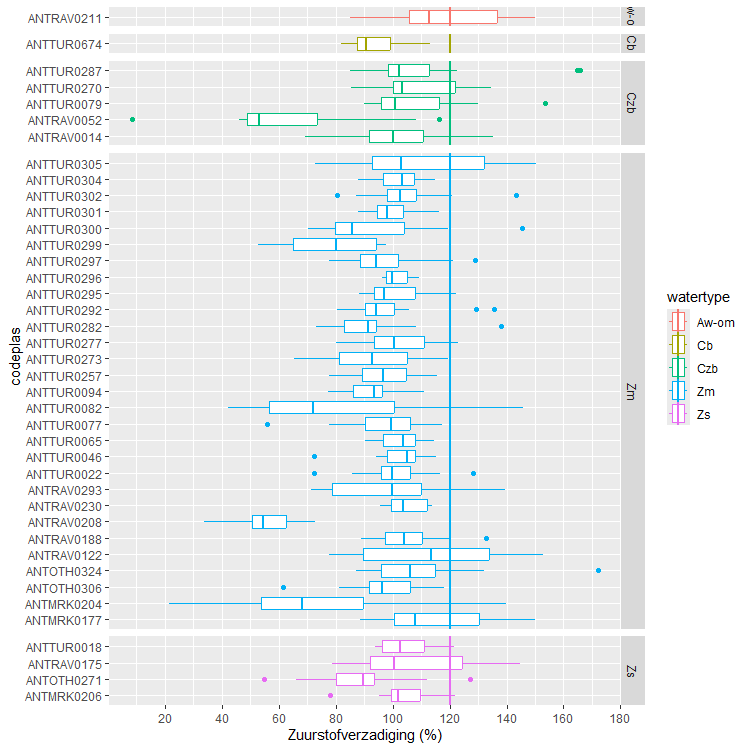 ANTRAV0211
ANTTUR0674
Cb
ANTTUR0287
ANTTUR0270
ANTTUR0079
ANTRAV0052
ANTRAV0014
Czb
ANTTUR0305
ANTTUR0304
ANTTUR0302
ANTTUR0301
ANTTUR0300
ANTTUR0299
ANTTUR0297
ANTTUR0296
ANTTUR0295
ANTTUR0292
ANTTUR0282
ANTTUR0277
ANTTUR0273
ANTTUR0257
ANTTUR0094
ANTTUR0082
ANTTUR0077
ANTTUR0065
ANTTUR0046
ANTTUR0022
ANTRAV0293
ANTRAV0230
ANTRAV0208
ANTRAV0188
ANTRAV0122
ANTOTH0324
ANTOTH0306
ANTMRK0204
ANTMRK0177
Zm
ANTTUR0018
ANTRAV0175
ANTOTH0271
ANTMRK0206
Zs
codeplas
20 40 60 80 100 120 140 160 180
Zuurstofverzadiging (%)
watertype
Aw-om
Cb
Czb
Zm
Zs